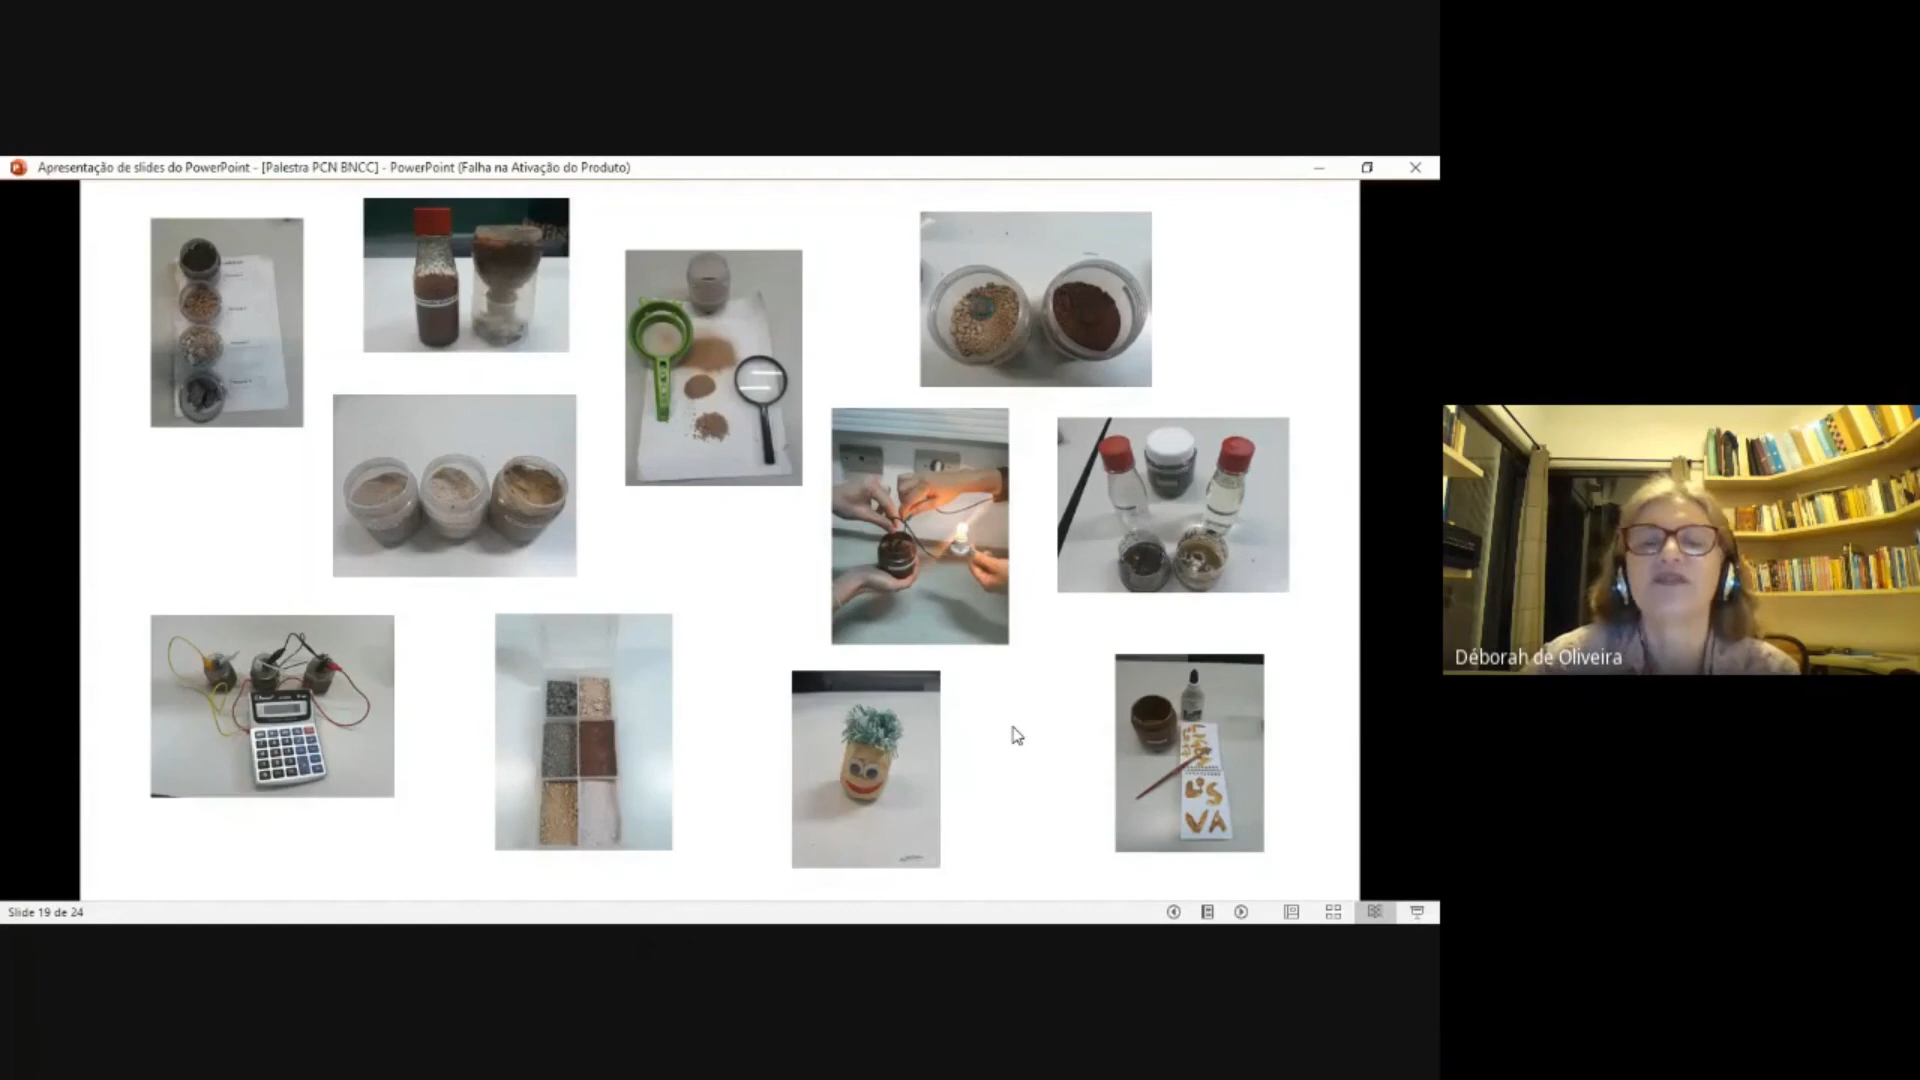 Apresentação de slides do PowerPoint - [Palestra PCN BNCC] - PowerPoint (Falha na Ativação do Produto)
LiSVA
Déborah de Oliveira
Slide 19 de 24